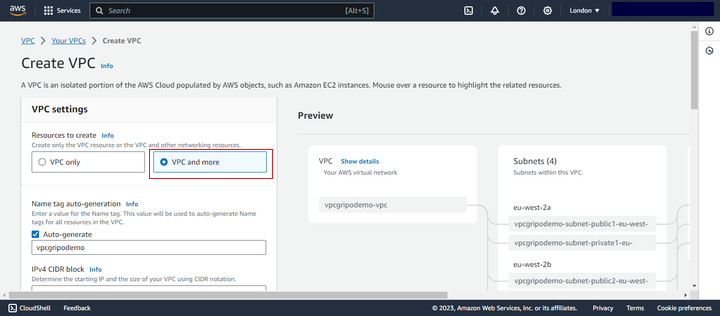 aws
Services
Search
[Alt+S]
London
VPC > Your VPCs > Create VPC
Create VPC Info
A VPC is an isolated portion of the AWS Cloud populated by AWS objects, such as Amazon EC2 instances. Mouse over a resource to highlight the related resources.
VPC settings
Resources to create Info
Create only the VPC resource or the VPC and other networking resources.
VPC only
VPC and more
Name tag auto-generation Info
Enter a value for the Name tag. This value will be used to auto-generate Name
tags for all resources in the VPC.
Auto-generate
vpcgripodemo
IPv4 CIDR block Info
Determine the starting IP and the size of your VPC using CIDR notation.
Preview
VPC Show details
Your AWS virtual network
vpcgripodemo-vpc
Subnets (4)
Subnets within this VPC
eu-west-2a
vpcgripodemo-subnet-public1-eu-west-
vpcgripodemo-subnet-private1-eu-
eu-west-2b
vpcgripodemo-subnet-public2-eu-west-
CloudShell
Feedback
© 2023, Amazon Web Services, Inc. or its affiliates.
Privacy
Terms
Cookie preferences